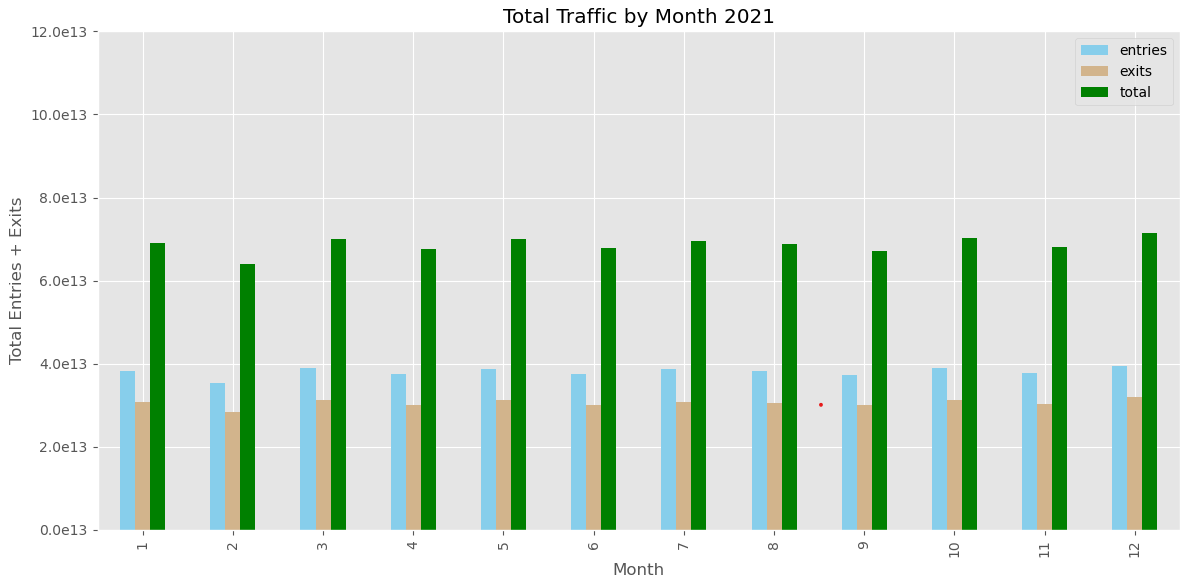 Total Traffic by Month 2021
12.0e13
10.0e13
8.0e13
6.0e13
4.0e13
2.0e13
0.0e13
Total Entries + Exits
entries
exits
total
1 2 3 4 5 6 7 8 9 10 11 12
Month